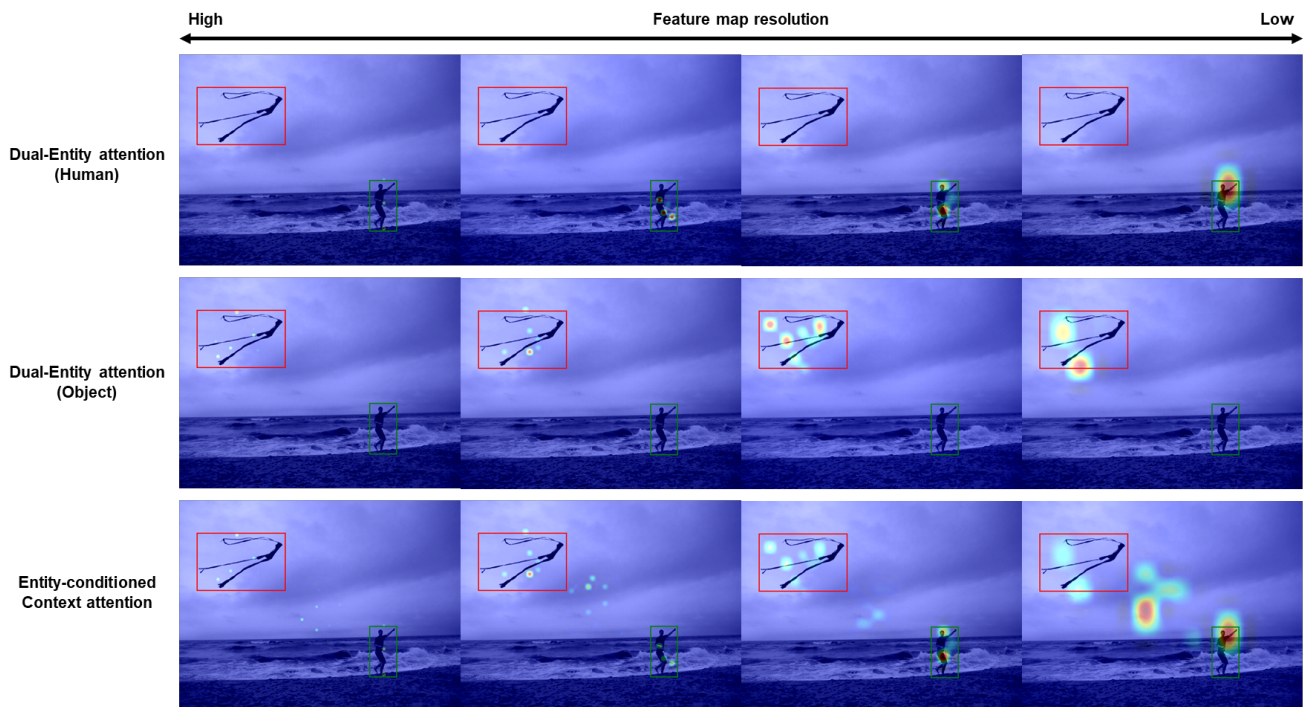 High Feature map resolution Low
Dual-Entity attention
(Human)
Dual-Entity attention
(Object)
Entity-conditioned
Context attention